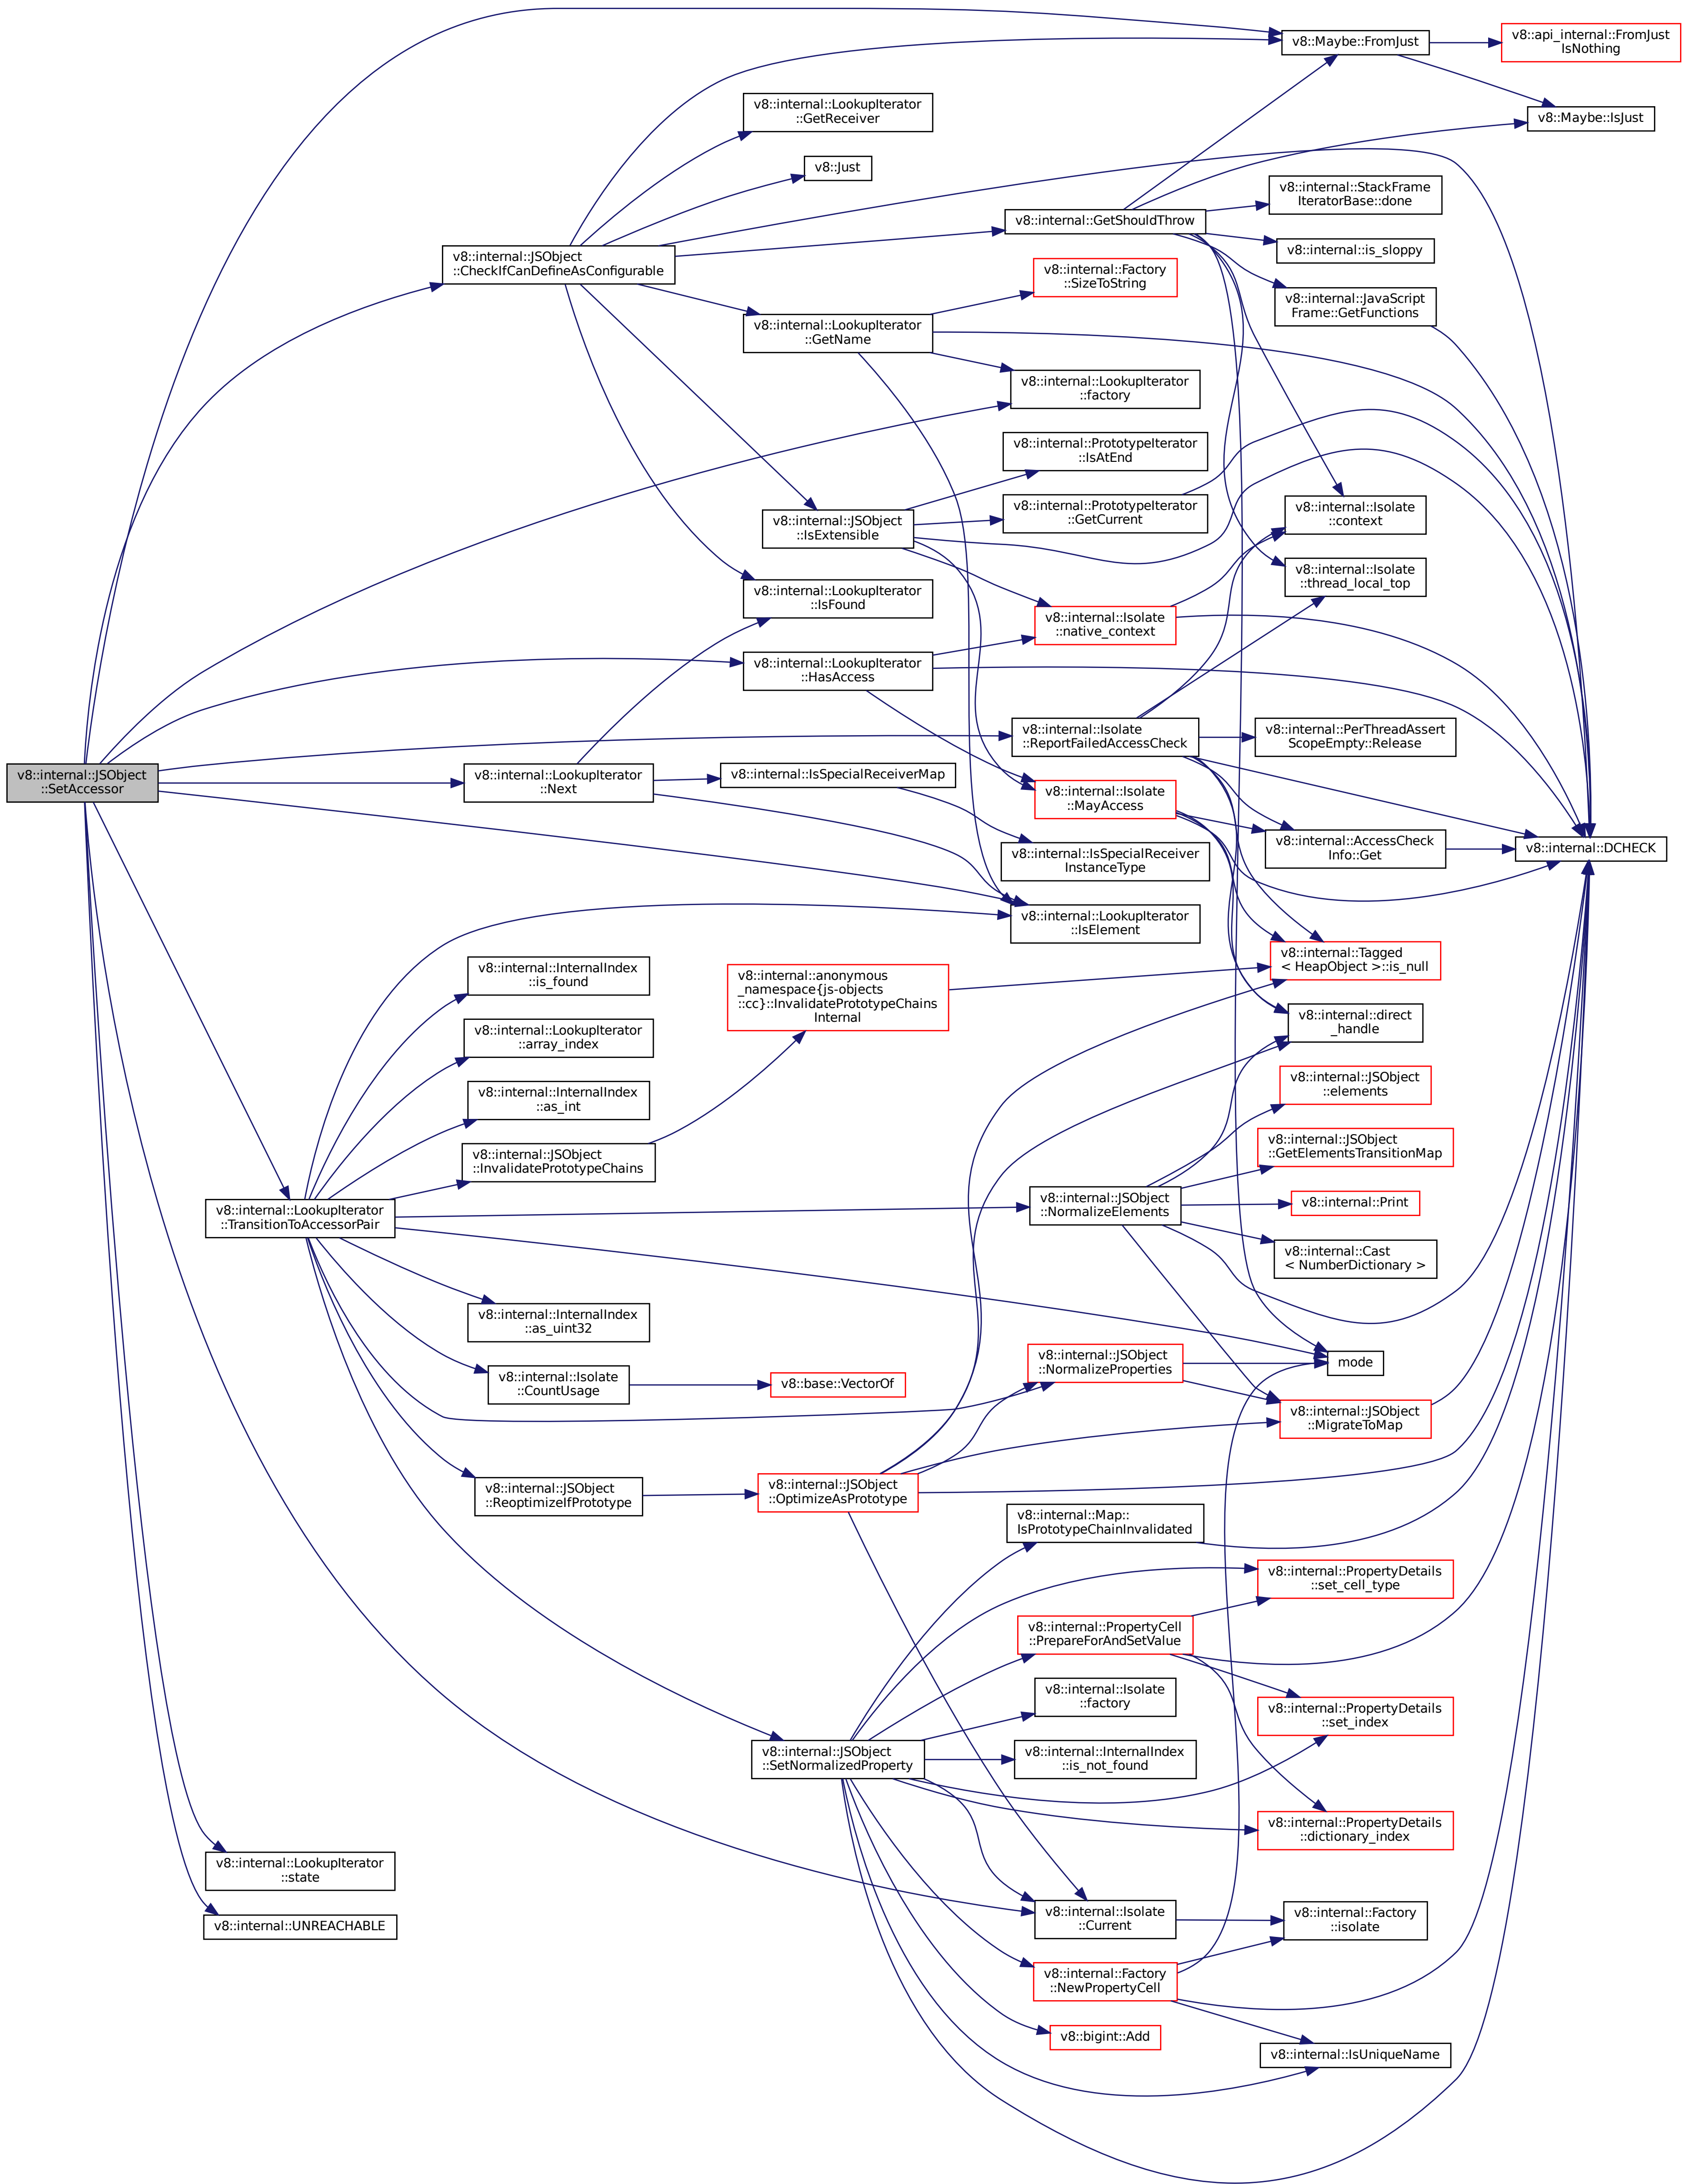 v8::internal::JSObject
::SetAccessor
v8::Maybe::FromJust
v8::api_internal::FromJust
IsNothing
v8::Maybe::IsJust
v8::internal::LookupIterator
::GetReceiver
v8::Just
v8::internal::JSObject
::CheckIfCanDefineAsConfigurable
v8::internal::GetShouldThrow
v8::internal::StackFrame
IteratorBase::done
v8::internal::is_sloppy
v8::internal::JavaScript
Frame::GetFunctions
v8::internal::Factory
::SizeToString
v8::internal::LookupIterator
::GetName
v8::internal::LookupIterator
::factory
v8::internal::PrototypeIterator
::IsAtEnd
v8::internal::PrototypeIterator
::GetCurrent
v8::internal::JSObject
::IsExtensible
v8::internal::Isolate
::context
v8::internal::Isolate
::thread_local_top
v8::internal::LookupIterator
::IsFound
v8::internal::Isolate
::native_context
v8::internal::LookupIterator
::HasAccess
v8::internal::Isolate
::ReportFailedAccessCheck
v8::internal::PerThreadAssert
ScopeEmpty::Release
v8::internal::LookupIterator
::Next
v8::internal::IsSpecialReceiverMap
v8::internal::Isolate
::MayAccess
v8::internal::IsSpecialReceiver
InstanceType
v8::internal::AccessCheck
Info::Get
v8::internal::DCHECK
v8::internal::LookupIterator
::IsElement
v8::internal::Tagged
< HeapObject >::is_null
v8::internal::InternalIndex
::is_found
v8::internal::anonymous
_namespace{js-objects
::cc}::InvalidatePrototypeChains
Internal
v8::internal::direct
_handle
v8::internal::LookupIterator
::array_index
v8::internal::InternalIndex
::as_int
v8::internal::JSObject
::elements
v8::internal::JSObject
::InvalidatePrototypeChains
v8::internal::JSObject
::GetElementsTransitionMap
v8::internal::LookupIterator
::TransitionToAccessorPair
v8::internal::JSObject
::NormalizeElements
v8::internal::Print
v8::internal::Cast
< NumberDictionary >
v8::internal::InternalIndex
::as_uint32
v8::internal::Isolate
::CountUsage
v8::base::VectorOf
v8::internal::JSObject
::NormalizeProperties
mode
v8::internal::JSObject
::MigrateToMap
v8::internal::JSObject
::ReoptimizeIfPrototype
v8::internal::JSObject
::OptimizeAsPrototype
v8::internal::Map::
IsPrototypeChainInvalidated
v8::internal::PropertyDetails
::set_cell_type
v8::internal::PropertyCell
::PrepareForAndSetValue
v8::internal::Isolate
::factory
v8::internal::PropertyDetails
::set_index
v8::internal::JSObject
::SetNormalizedProperty
v8::internal::InternalIndex
::is_not_found
v8::internal::PropertyDetails
::dictionary_index
v8::internal::LookupIterator
::state
v8::internal::UNREACHABLE
v8::internal::Isolate
::Current
v8::internal::Factory
::isolate
v8::internal::Factory
::NewPropertyCell
v8::bigint::Add
v8::internal::IsUniqueName